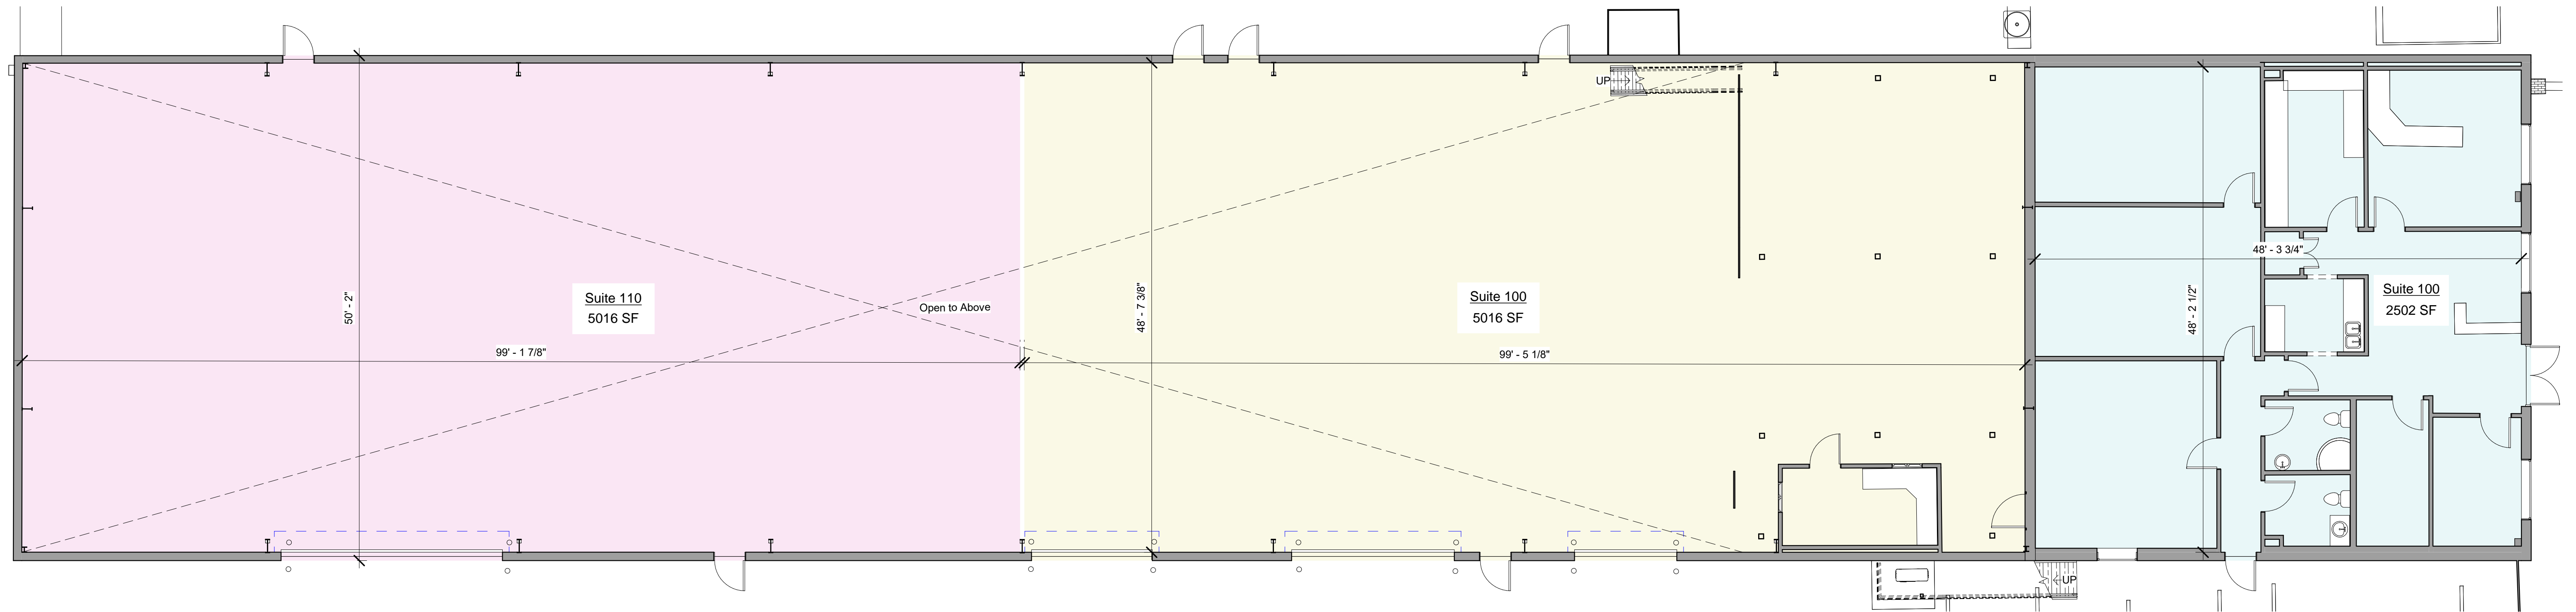 UP
48' - 3 3/4"
Suite 110
5016 SF
50' - 2"
Open to Above
48' - 7 3/8"
Suite 100
5016 SF
48' - 2 1/2"
Suite 100
2502 SF
99' - 1 7/8"
99' - 5 1/8"
UP